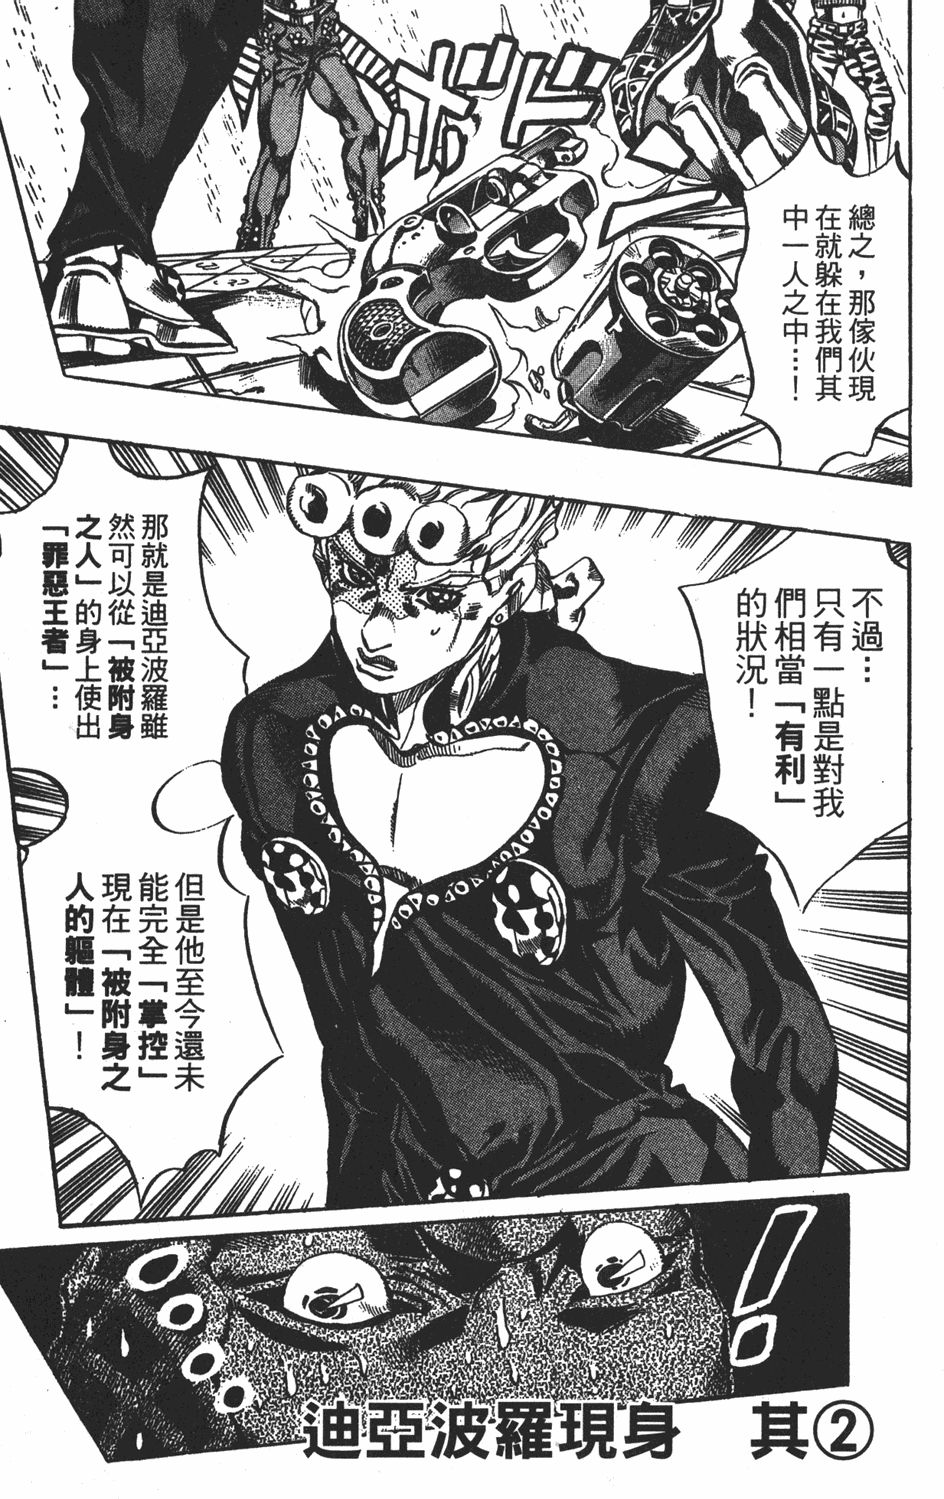 ボド
總之，那傢伙現
在就躲在我們其
中一人之中…！
不過…
只有一點是對我
們相當「有利」
的狀況！
那就是迪亞波羅雖
然可以從「被附身
之人」的身上使出
「罪惡王者」…
但是他至今還未
能完全「掌控」
現在「被附身之
人的軀體」！
！
迪亞波羅現身　其②